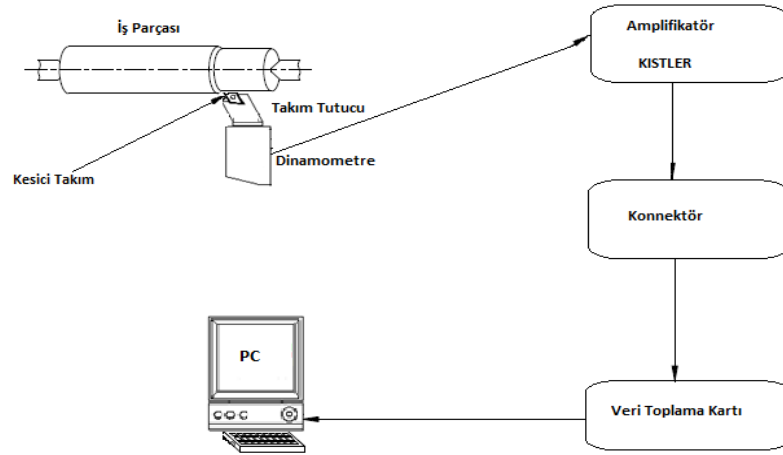 İş Parçası
Amplifikatör
KISTLER
Takım Tutucu
Dinamometre
Kesici Takım
Konnektör
PC
Veri Toplama Kartı